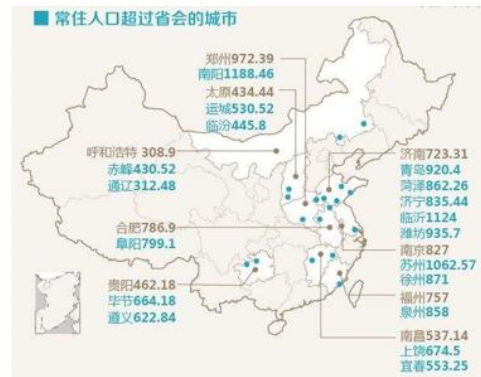 常住人口超过省会的城市
郑州972.39
南阳1188.46
太原434.44
运城530.52
临汾445.8
呼和浩特 308.9
赤峰430.52
通辽312.48
合肥786.9
阜阳799.1
贵阳462.18
毕节664.18
遵义622.84
济南723.31
青岛920.4
菏泽862.26
济宁835.44
临沂1124
潍坊935.7
南京827
苏州1062.57
徐州871
福州757
泉州858
南昌537.14
上饶674.5
宜春553.25